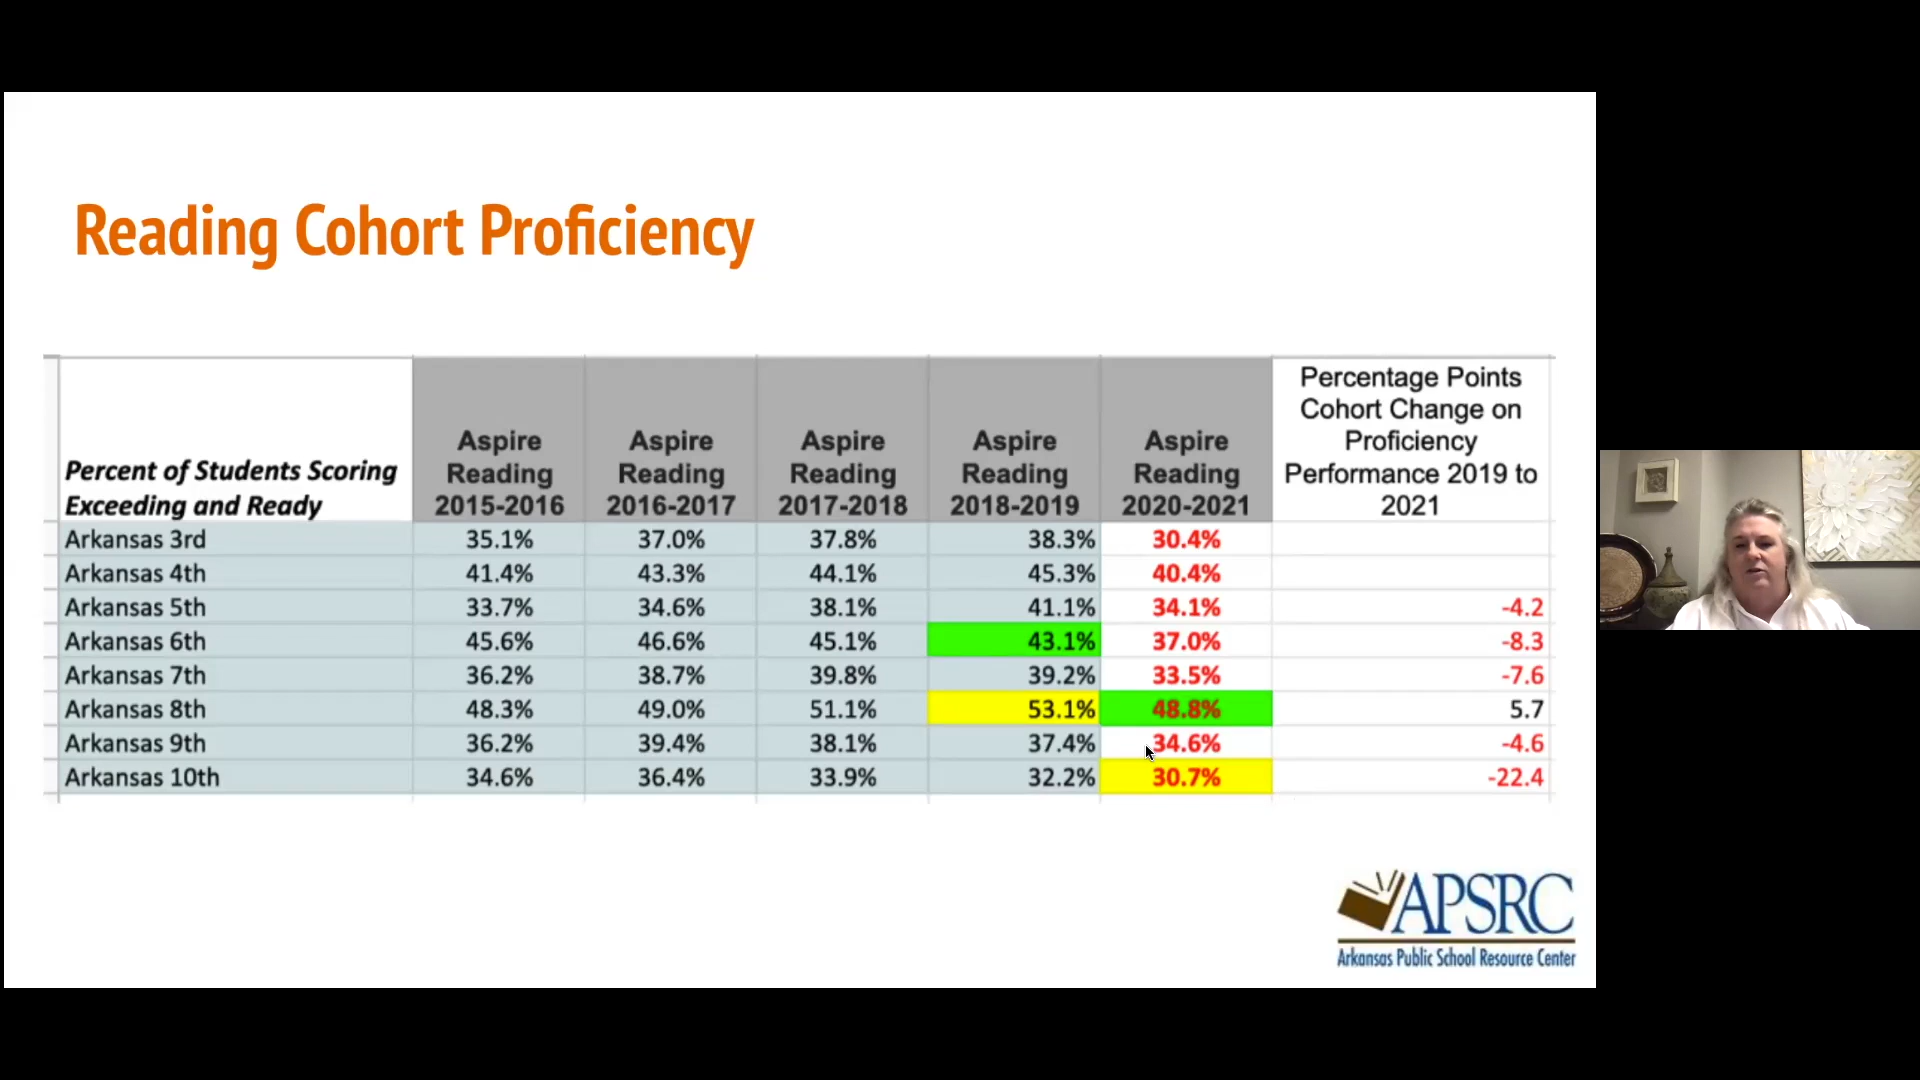 Reading Cohort Proficiency
Percent of Students Scoring
Exceeding and Ready
Aspire
Reading
2015-2016
Aspire
Reading
2016-2017
Aspire
Reading
2017-2018
Aspire
Reading
2018-2019
Aspire
Reading
2020-2021
Percentage Points
Cohort Change on
Proficiency
Performance 2019 to
2021
Arkansas 3rd 35.1% 37.0% 37.8% 38.3% 30.4%
Arkansas 4th 41.4% 43.3% 44.1% 45.3% 40.4%
Arkansas 5th 33.7% 34.6% 38.1% 41.1% 34.1% -4.2
Arkansas 6th 45.6% 46.6% 45.1% 43.1% 37.0% -8.3
Arkansas 7th 36.2% 38.7% 39.8% 39.2% 33.5% -7.6
Arkansas 8th 48.3% 49.0% 51.1% 53.1% 48.8% 5.7
Arkansas 9th 36.2% 39.4% 38.1% 37.4% 34.6% -4.6
Arkansas 10th 34.6% 36.4% 33.9% 32.2% 30.7% -22.4
APSRC
Arkansas Public School Resource Center